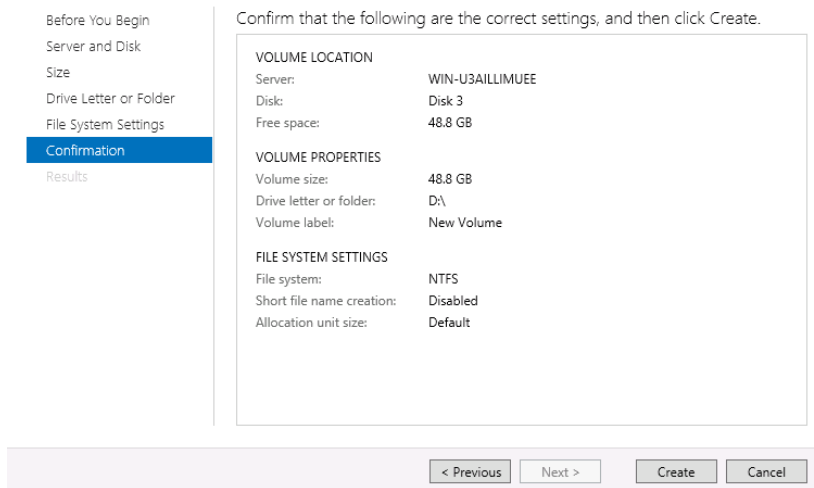 Before You Begin
Server and Disk
Size
Drive Letter or Folder
File System Settings
Confirmation
Results
Confirm that the following are the correct settings, and then click Create.
VOLUME LOCATION
Server: WIN-U3AILLIMUEE
Disk: Disk 3
Free space: 48.8 GB
VOLUME PROPERTIES
Volume size: 48.8 GB
Drive letter or folder: D:\
Volume label: New Volume
FILE SYSTEM SETTINGS
File system: NTFS
Short file name creation: Disabled
Allocation unit size: Default
< Previous Next > Create Cancel